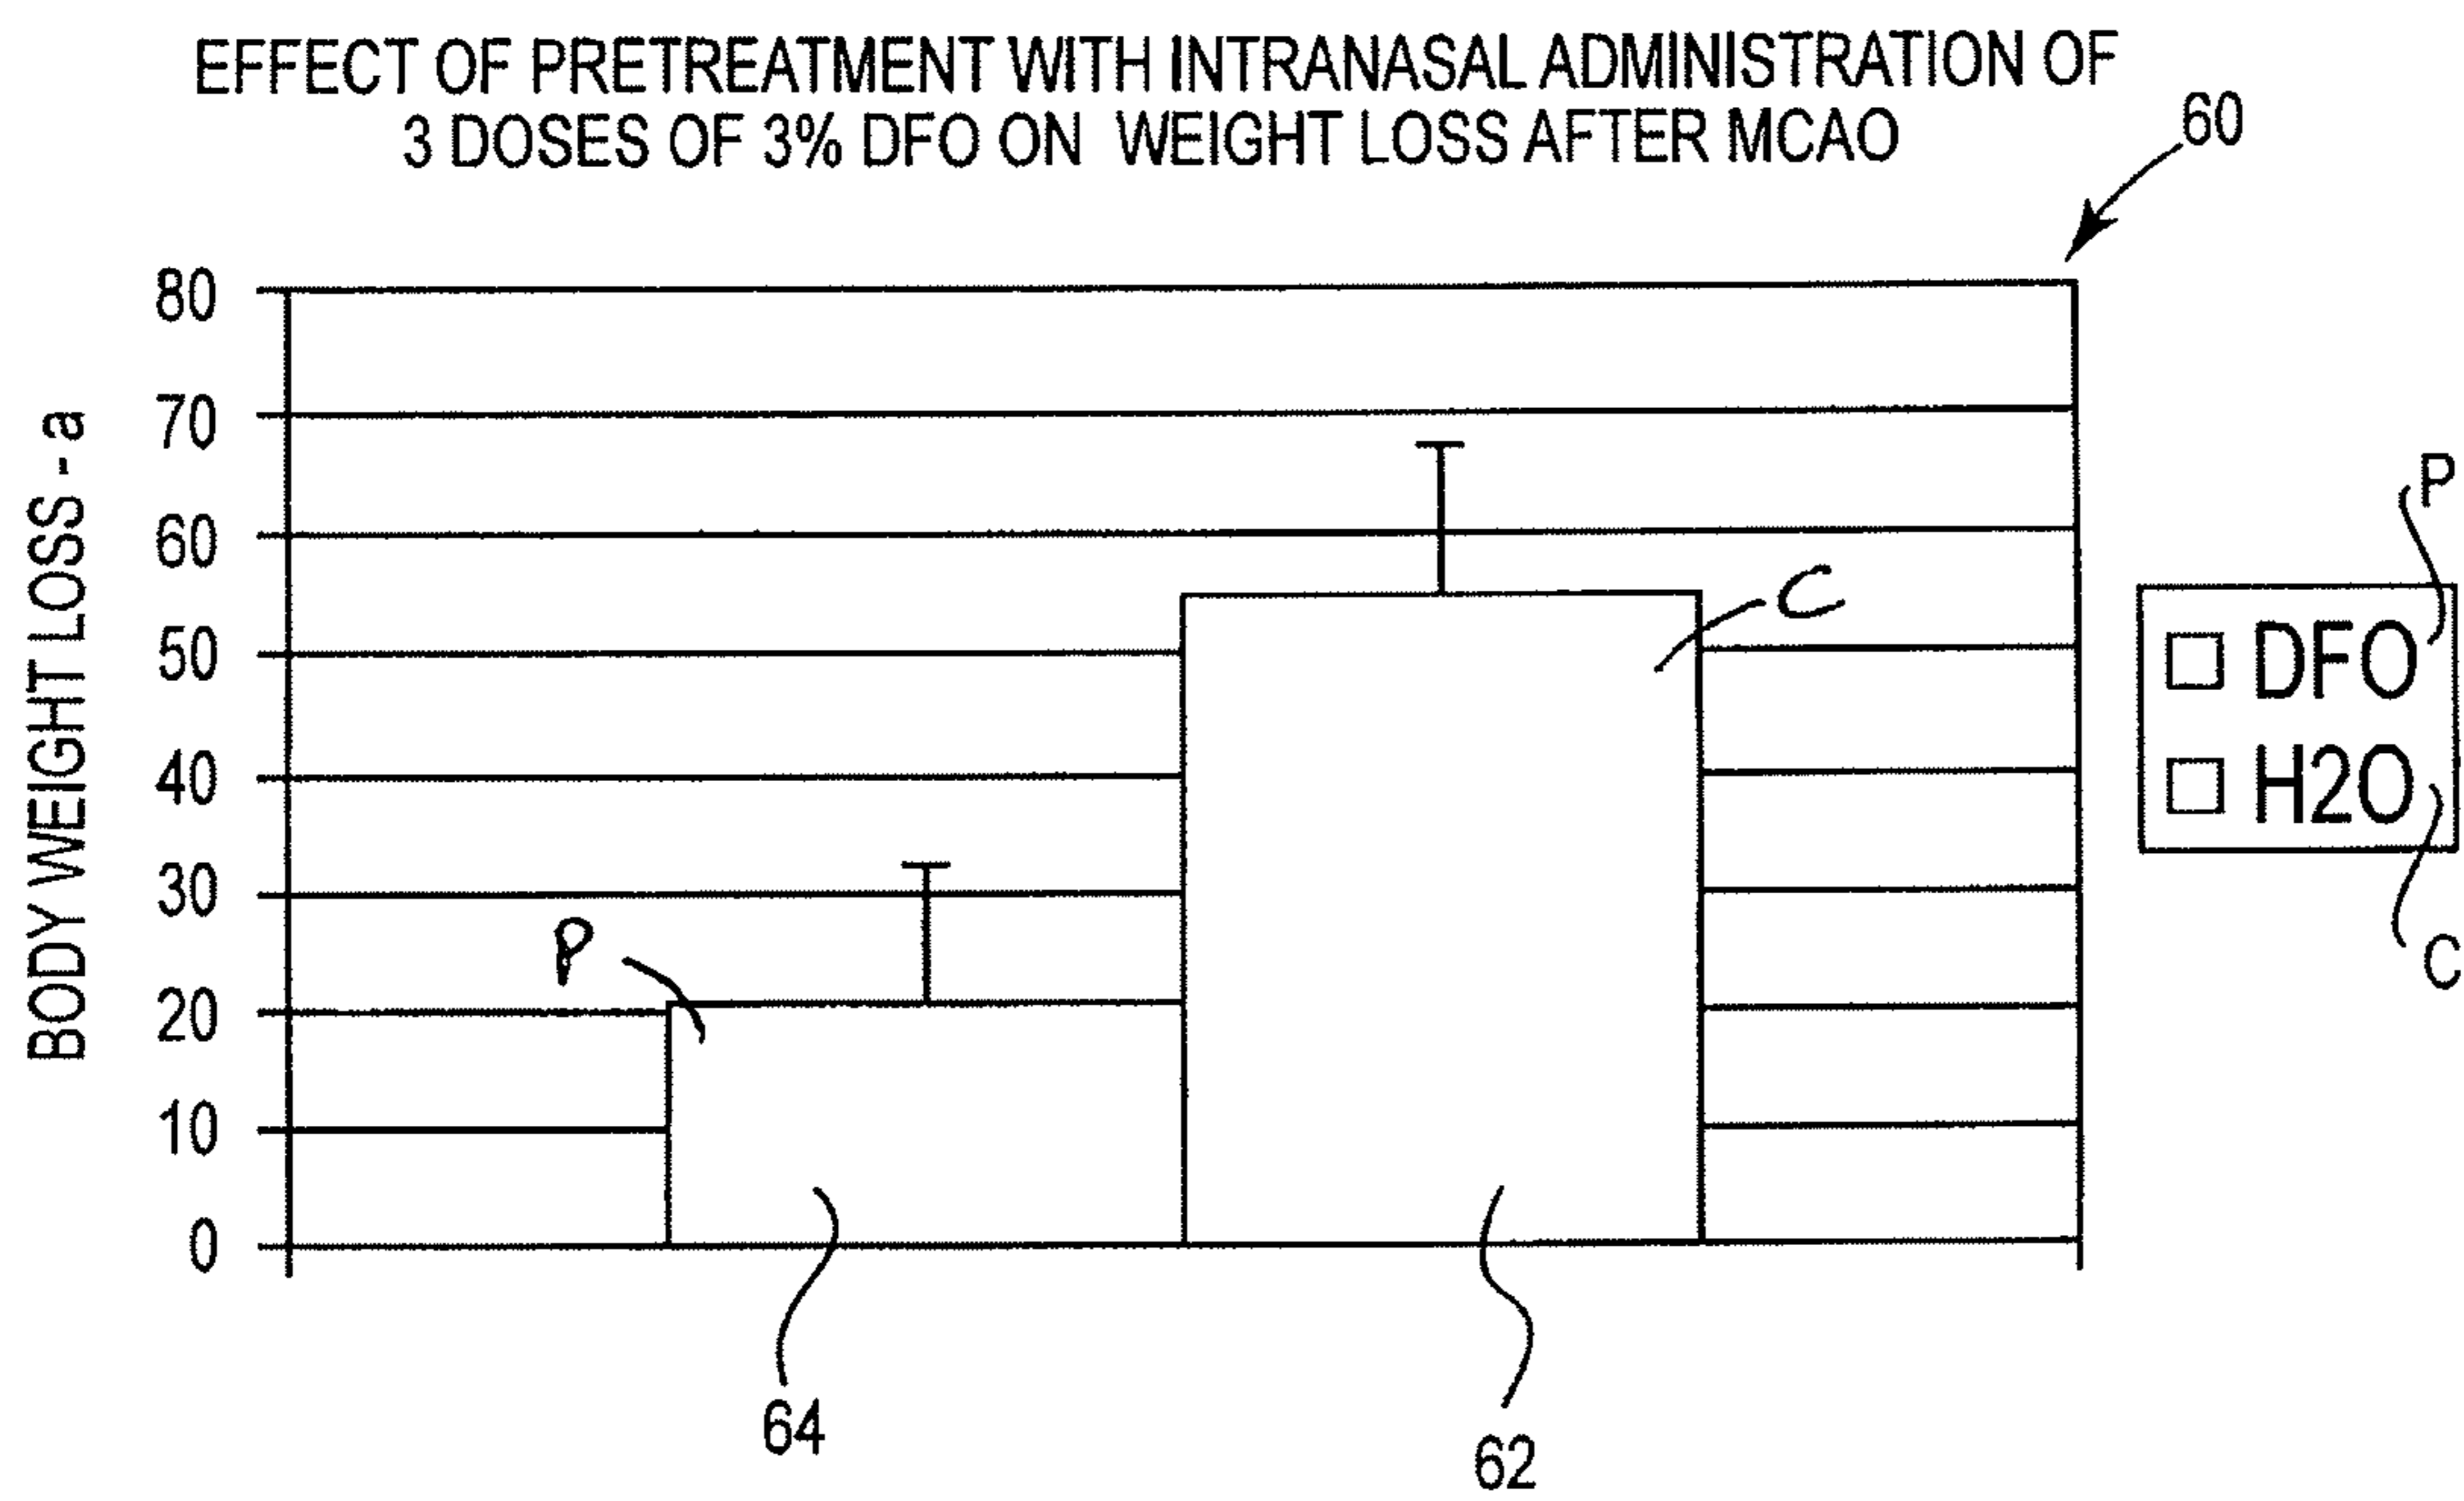 EFFECT OF PRETREATMENT WITH INTRANASAL ADMINISTRATION OF
3 DOSES OF 3% DFO ON WEIGHT LOSS AFTER MCAO
60
BODY WEIGHT LOSS - a
80
70
60
50
40
30
20
10
0
P
C
64
62
P
DFO
H2O
C